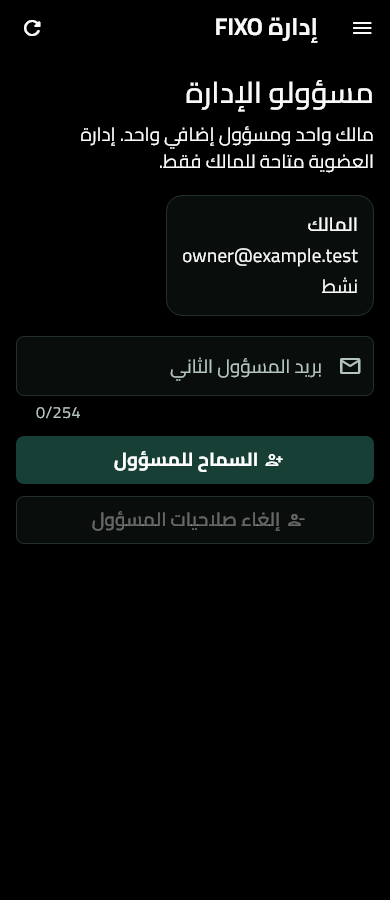 إدارة FIXO
مسؤولو الإدارة
مالك واحد ومسؤول إضافي واحد. إدارة
العضوية متاحة للمالك فقط.
المالك
owner@example.test
نشط
بريد المسؤول الثاني
0/254
السماح للمسؤول
إلغاء صلاحيات المسؤول